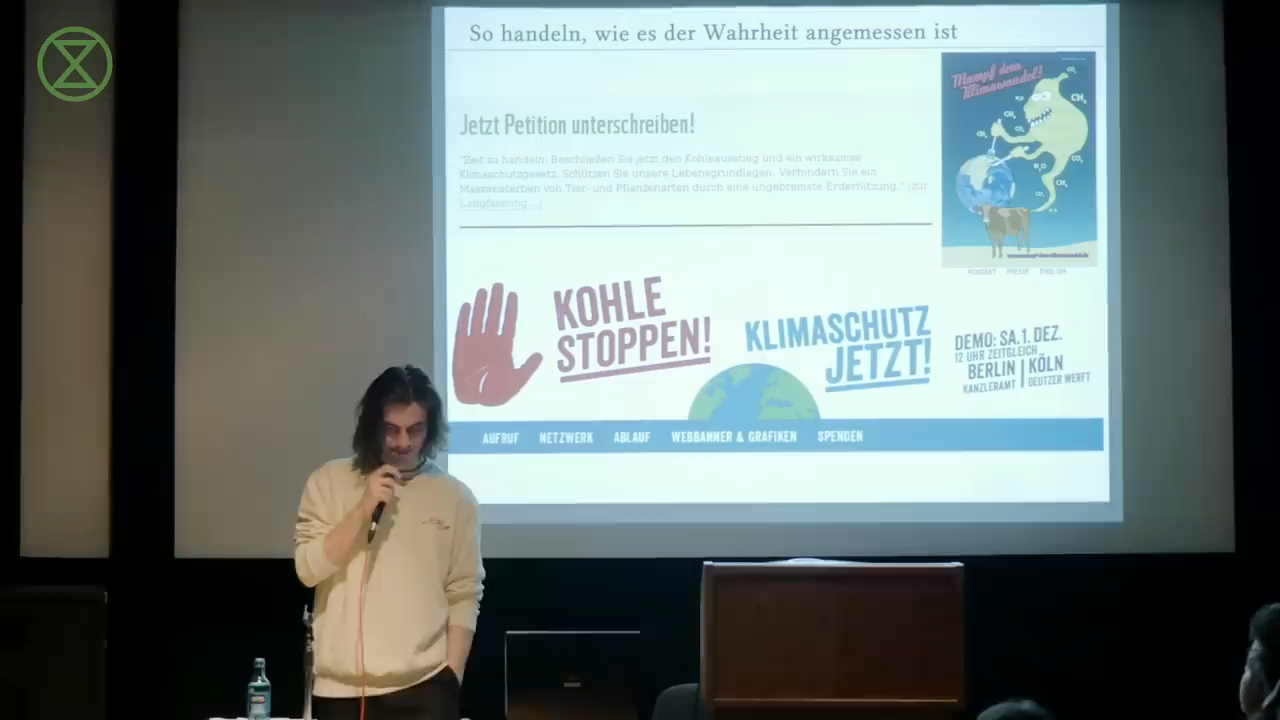 So handeln, wie es der Wahrheit angemessen ist
Mampf dem
Klimawandel!
Jetzt Petition unterschreiben!
"Zeit zu handeln: Beschließen Sie jetzt den Kohleausstieg und ein wirksames
Klimaschutzgesetz. Schützen Sie unsere Lebensgrundlagen. Verhindern Sie ein
Massensterben von Tier- und Pflanzenarten durch eine ungebremste Erderhitzung." [zur
Langfassung...]
KONTAKT PRESSE ENGLISH
KOHLE
STOPPEN!
KLIMASCHUTZ
JETZT!
DEMO: SA. 1. DEZ.
12 UHR ZEITGLEICH
BERLIN | KÖLN
KANZLERAMT | DEUTZER WERFT
AUFRUF NETZWERK ABLAUF WEBBANNER & GRAFIKEN SPENDEN